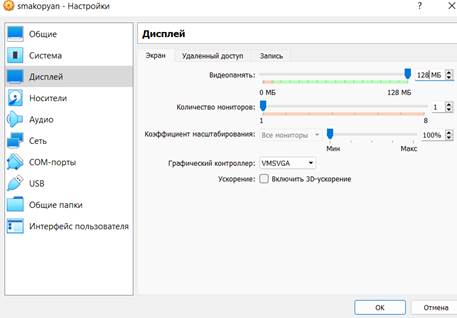 smakopyan - Настройки
?
Общие
Система
Дисплей
Носители
Аудио
Сеть
COM-порты
USB
Общие папки
Интерфейс пользователя
Дисплей
Экран Удаленный доступ Запись
Видеопамять: 128 МБ
0 МБ 128 МБ
Количество мониторов: 1
1 8
Коэффициент масштабирования: Все мониторы 100%
Мин Макс
Графический контроллер: VMSVGA
Ускорение: Включить 3D-ускорение
OK Отмена